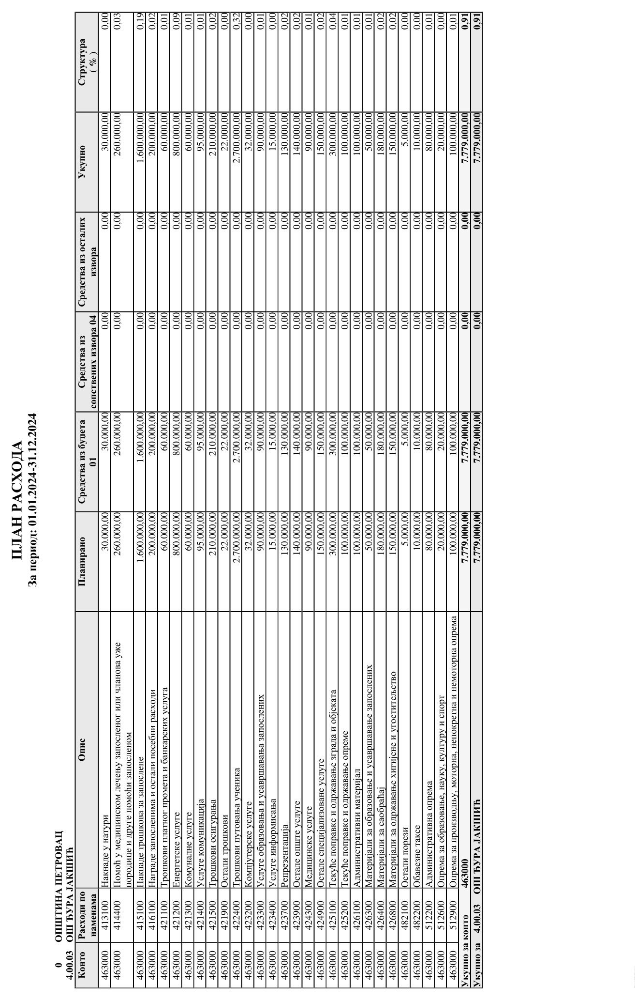 ПЛАН РАСХОДА
За период: 01.01.2024-31.12.2024
0 ОПШТИНА ПЕТРОВАЦ
4.00.03 ОШ ЂУРА ЈАКШИЋ
Конто Расходи по наменама Опис Планирано Средства из буџета 01 Средства из сопствених извора 04 Средства из осталих извора Укупно Структура ( % )
463000 413100 Накнаде у натури 30.000,00 30.000,00 0,00 0,00 30.000,00 0,00
463000 414400 Помоћ у медицинском лечењу запосленог или чланова уже 260.000,00 260.000,00 0,00 0,00 260.000,00 0,03
породице и друге помоћи запосленом
463000 415100 Накнаде трошкова за запослене 1.600.000,00 1.600.000,00 0,00 0,00 1.600.000,00 0,19
463000 416100 Награде запосленима и остали посебни расходи 200.000,00 200.000,00 0,00 0,00 200.000,00 0,02
463000 421100 Трошкови платног промета и банкарских услуга 60.000,00 60.000,00 0,00 0,00 60.000,00 0,01
463000 421200 Енергетске услуге 800.000,00 800.000,00 0,00 0,00 800.000,00 0,09
463000 421300 Комуналне услуге 60.000,00 60.000,00 0,00 0,00 60.000,00 0,01
463000 421400 Услуге комуникација 95.000,00 95.000,00 0,00 0,00 95.000,00 0,01
463000 421500 Трошкови осигурања 210.000,00 210.000,00 0,00 0,00 210.000,00 0,02
463000 421900 Остали трошкови 22.000,00 22.000,00 0,00 0,00 22.000,00 0,00
463000 422400 Трошкови путовања ученика 2.700.000,00 2.700.000,00 0,00 0,00 2.700.000,00 0,32
463000 423200 Компјутерске услуге 32.000,00 32.000,00 0,00 0,00 32.000,00 0,00
463000 423300 Услуге образовања и усавршавања запослених 90.000,00 90.000,00 0,00 0,00 90.000,00 0,01
463000 423400 Услуге информисања 15.000,00 15.000,00 0,00 0,00 15.000,00 0,00
463000 423700 Репрезентација 130.000,00 130.000,00 0,00 0,00 130.000,00 0,02
463000 423900 Остале опште услуге 140.000,00 140.000,00 0,00 0,00 140.000,00 0,02
463000 424300 Медицинске услуге 90.000,00 90.000,00 0,00 0,00 90.000,00 0,01
463000 424900 Остале специјализоване услуге 150.000,00 150.000,00 0,00 0,00 150.000,00 0,02
463000 425100 Текуће поправке и одржавање зграда и објеката 300.000,00 300.000,00 0,00 0,00 300.000,00 0,04
463000 425200 Текуће поправке и одржавање опреме 100.000,00 100.000,00 0,00 0,00 100.000,00 0,01
463000 426100 Административни материјал 100.000,00 100.000,00 0,00 0,00 100.000,00 0,01
463000 426300 Материјали за образовање и усавршавање запослених 50.000,00 50.000,00 0,00 0,00 50.000,00 0,01
463000 426400 Материјали за саобраћај 180.000,00 180.000,00 0,00 0,00 180.000,00 0,02
463000 426800 Материјали за одржавање хигијене и угоститељство 150.000,00 150.000,00 0,00 0,00 150.000,00 0,02
463000 482100 Остали порези 5.000,00 5.000,00 0,00 0,00 5.000,00 0,00
463000 482200 Обавезне таксе 10.000,00 10.000,00 0,00 0,00 10.000,00 0,00
463000 512200 Административна опрема 80.000,00 80.000,00 0,00 0,00 80.000,00 0,01
463000 512600 Опрема за образовање, науку, културу и спорт 20.000,00 20.000,00 0,00 0,00 20.000,00 0,00
463000 512900 Опрема за производњу, моторна, непокретна и немоторна опрема 100.000,00 100.000,00 0,00 0,00 100.000,00 0,01
Укупно за конто 463000 7.779.000,00 7.779.000,00 0,00 0,00 7.779.000,00 0,91
Укупно за 4.00.03 ОШ ЂУРА ЈАКШИЋ 7.779.000,00 7.779.000,00 0,00 0,00 7.779.000,00 0,91